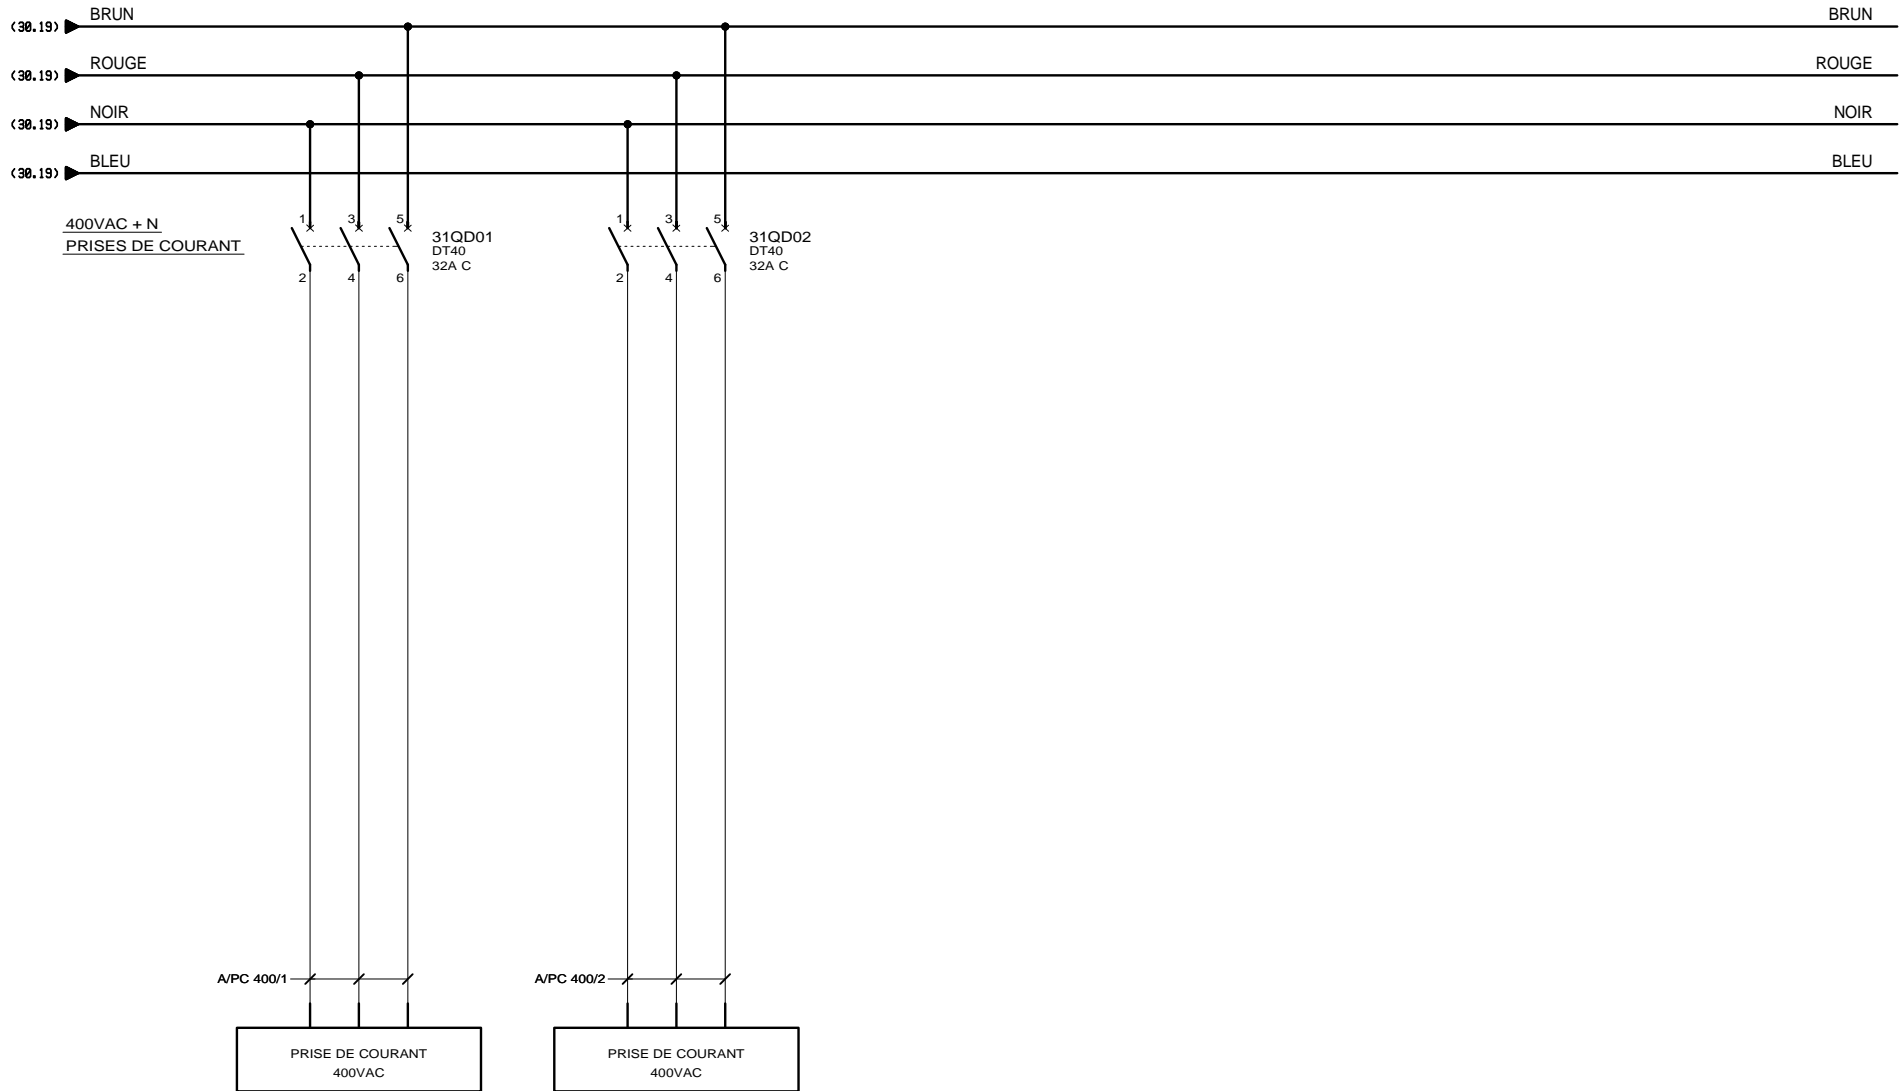 (30.19) BRUN BRUN
(30.19) ROUGE ROUGE
(30.19) NOIR NOIR
(30.19) BLEU BLEU
400VAC + N
PRISES DE COURANT
1 3 5
31QD01
DT40
32A C
2 4 6
1 3 5
31QD02
DT40
32A C
2 4 6
A/PC 400/1
A/PC 400/2
PRISE DE COURANT
400VAC
PRISE DE COURANT
400VAC